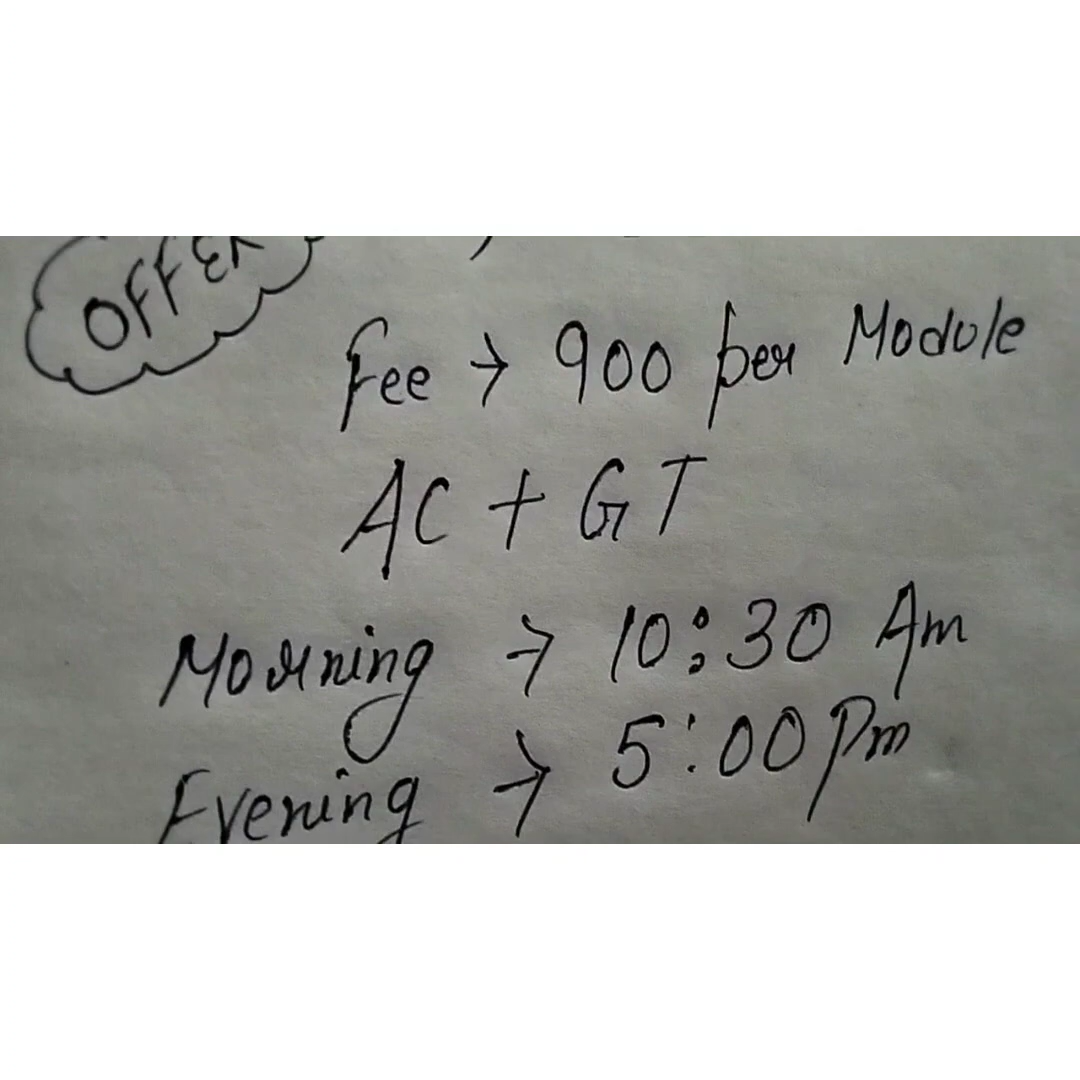 OFFER
Fee → 900 per Module
AC + GT
Morning → 10:30 Am
Evening → 5:00 Pm